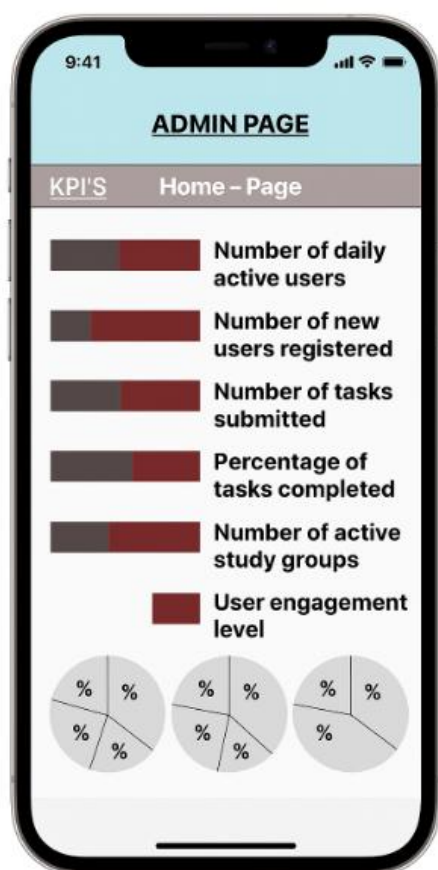 9:41
ADMIN PAGE
KPI'S Home – Page
Number of daily
active users
Number of new
users registered
Number of tasks
submitted
Percentage of
tasks completed
Number of active
study groups
User engagement
level
% % % % % %
% % % % %